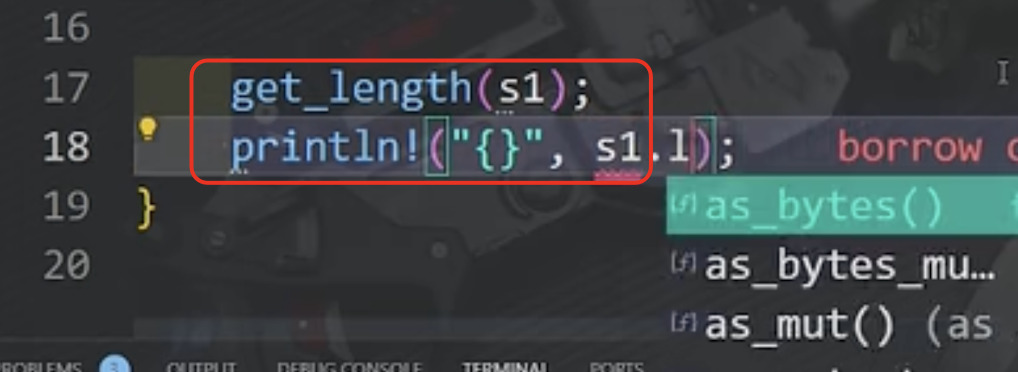 16
17 get_length(s1);
18 println!("{}", s1.l); borrow
as_bytes()
19 }
as_bytes_mu…
20
as_mut() (as
PROBLEMS 3 OUTPUT DEBUG CONSOLE TERMINAL PORTS